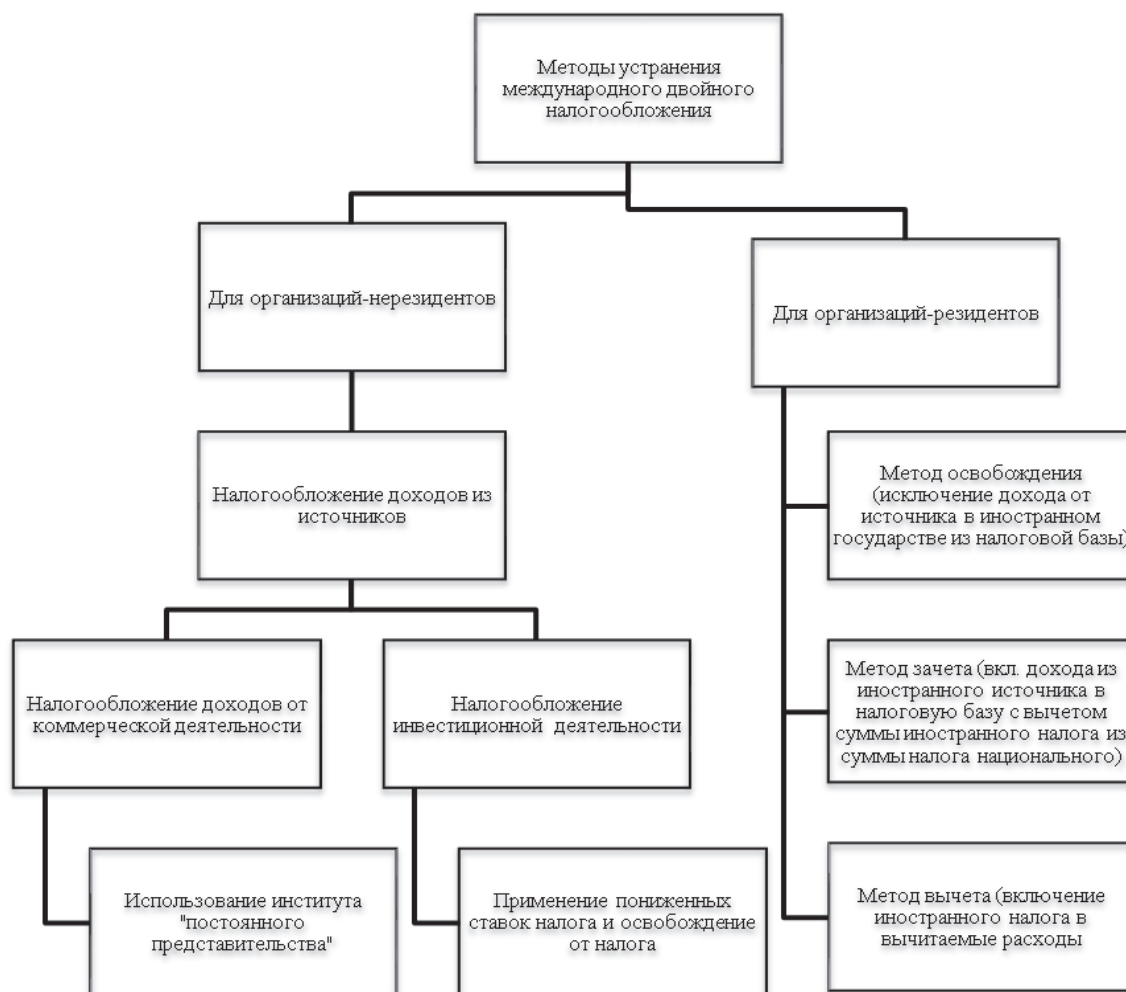 Методы устранения
международного двойного
налогообложения
Для организаций-нерезидентов
Для организаций-резидентов
Налогообложение доходов из
источников
Метод освобождения
(исключение дохода от
источника в иностранном
государстве из налоговой базы)
Налогообложение доходов от
коммерческой деятельности
Налогообложение
инвестиционной деятельности
Метод зачета (вкл. дохода из
иностранного источника в
налоговую базу с вычетом
суммы иностранного налога из
суммы налога национального)
Использование института
"постоянного
представительства"
Применение пониженных
ставок налога и освобождение
от налога
Метод вычета (включение
иностранного налога в
вычитаемые расходы